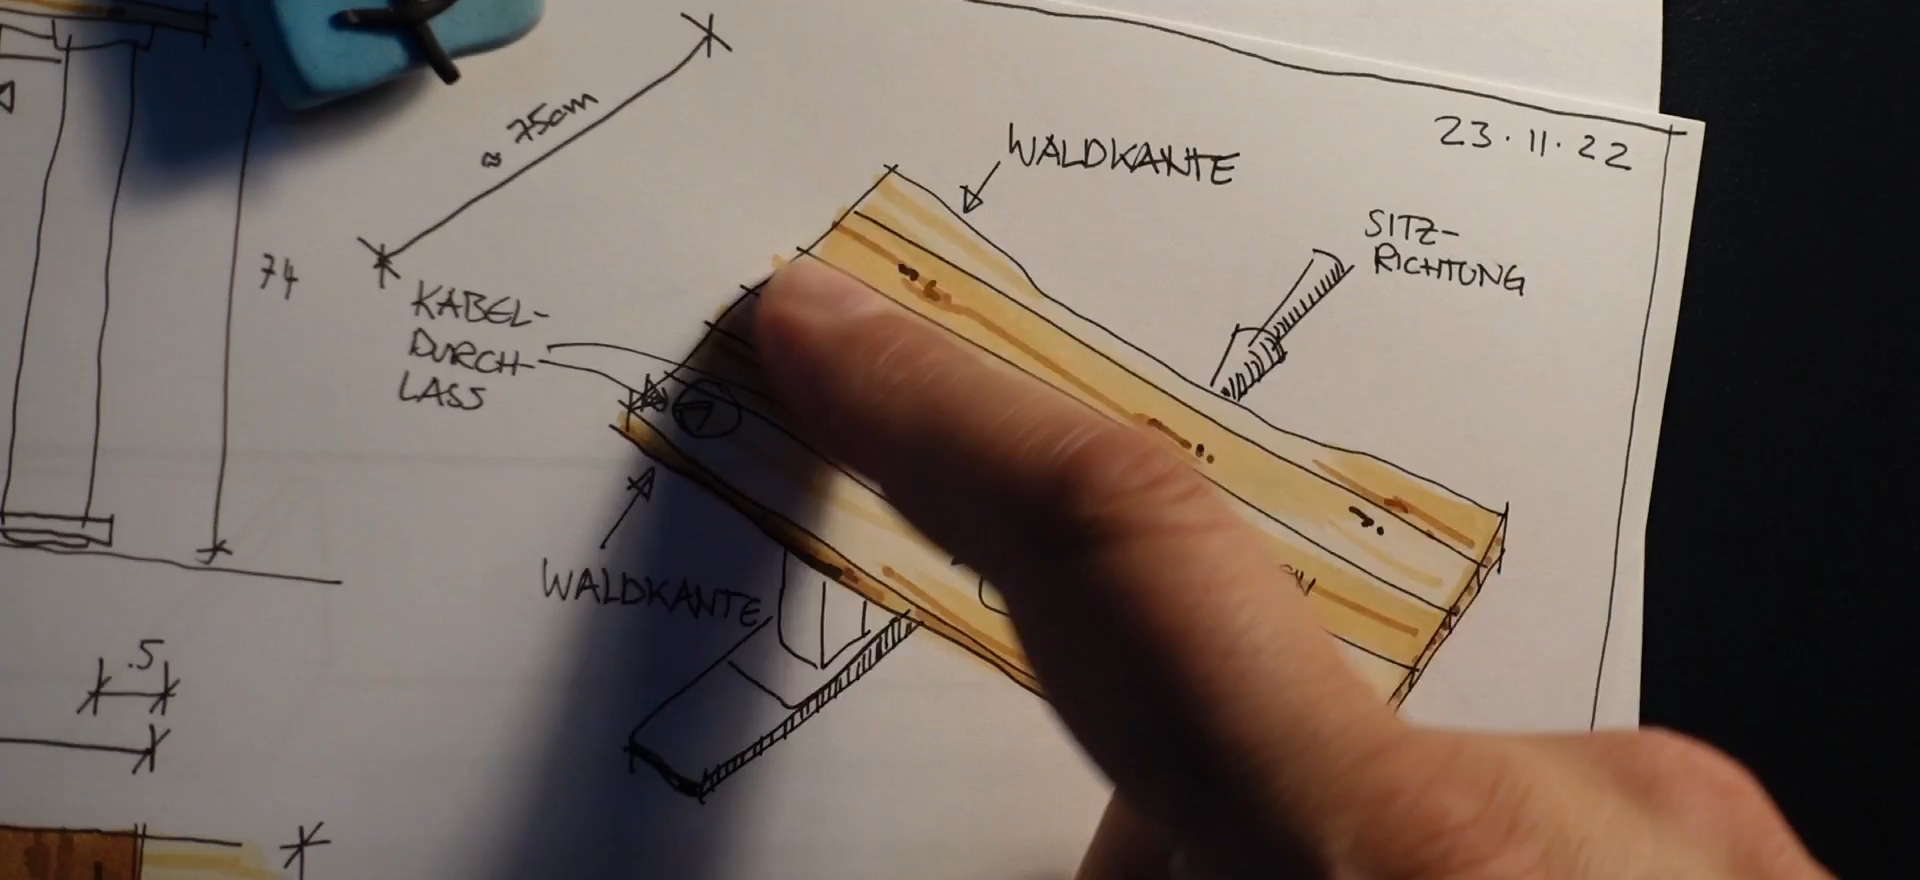 23.11.22
≈ 75cm
WALDKANTE
SITZ-
RICHTUNG
74
KABEL-
DURCH-
LASS
WALDKANTE
.5